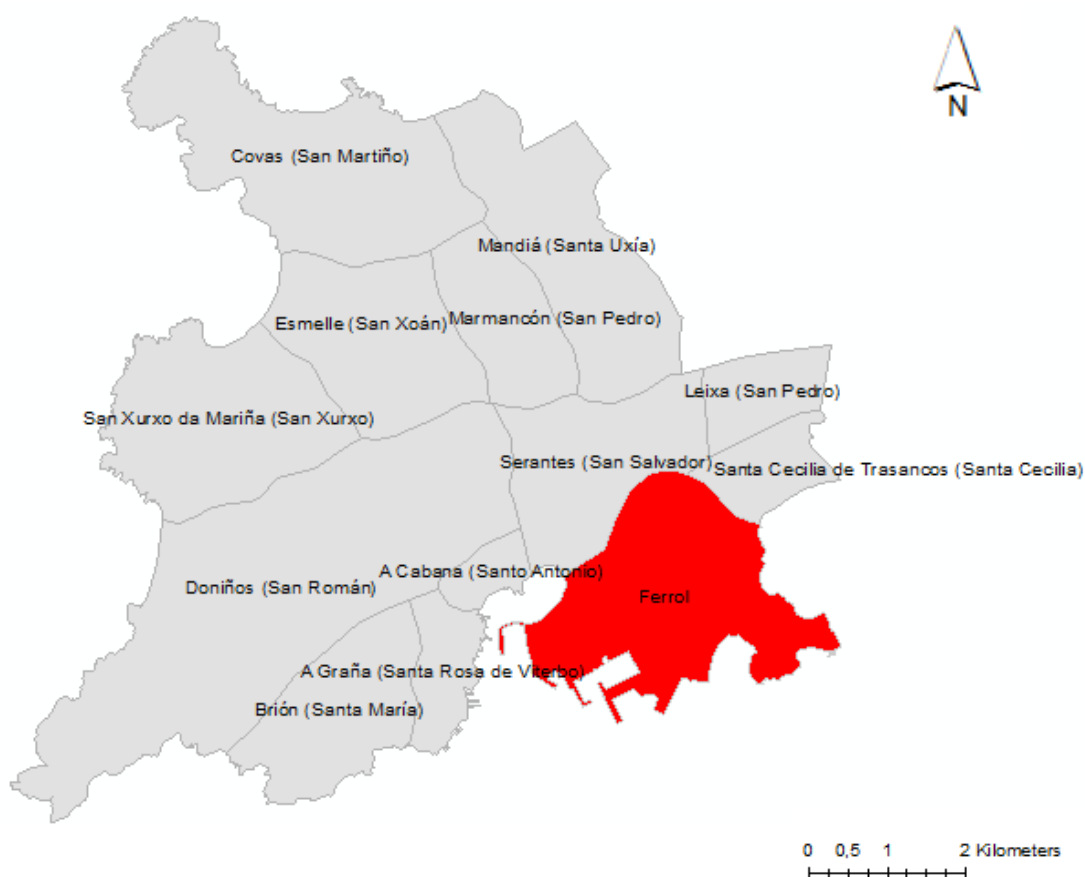 N
Covas (San Martiño)
Mandiá (Santa Uxía)
Esmelle (San Xoán)
Marmancón (San Pedro)
Leixa (San Pedro)
San Xurxo da Mariña (San Xurxo)
Serantes (San Salvador)
Santa Cecilia de Trasancos (Santa Cecilia)
A Cabana (Santo Antonio)
Doniños (San Román)
Ferrol
A Graña (Santa Rosa de Viterbo)
Brión (Santa María)
0 0,5 1 2 Kilometers